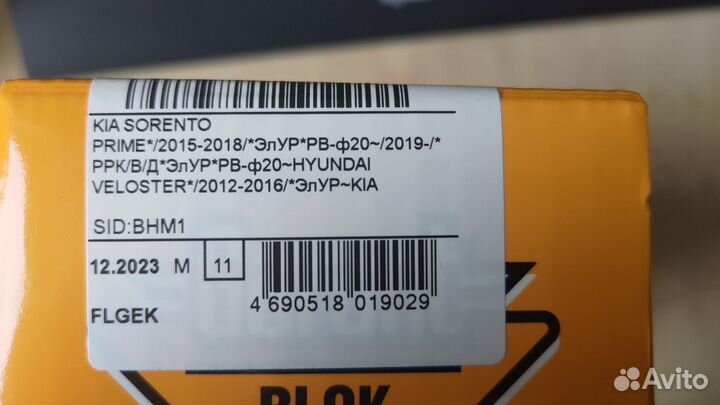 KIA SORENTO
PRIME*/2015-2018/*ЭлУР*РВ-ф20~/2019-/*
РРК/В/Д*ЭлУР*РВ-ф20~HYUNDAI
VELOSTER*/2012-2016/*ЭлУР~KIA
SID:BHM1
12.2023 M 11
4 690518 019029
FLGEK
BLOK
Avito